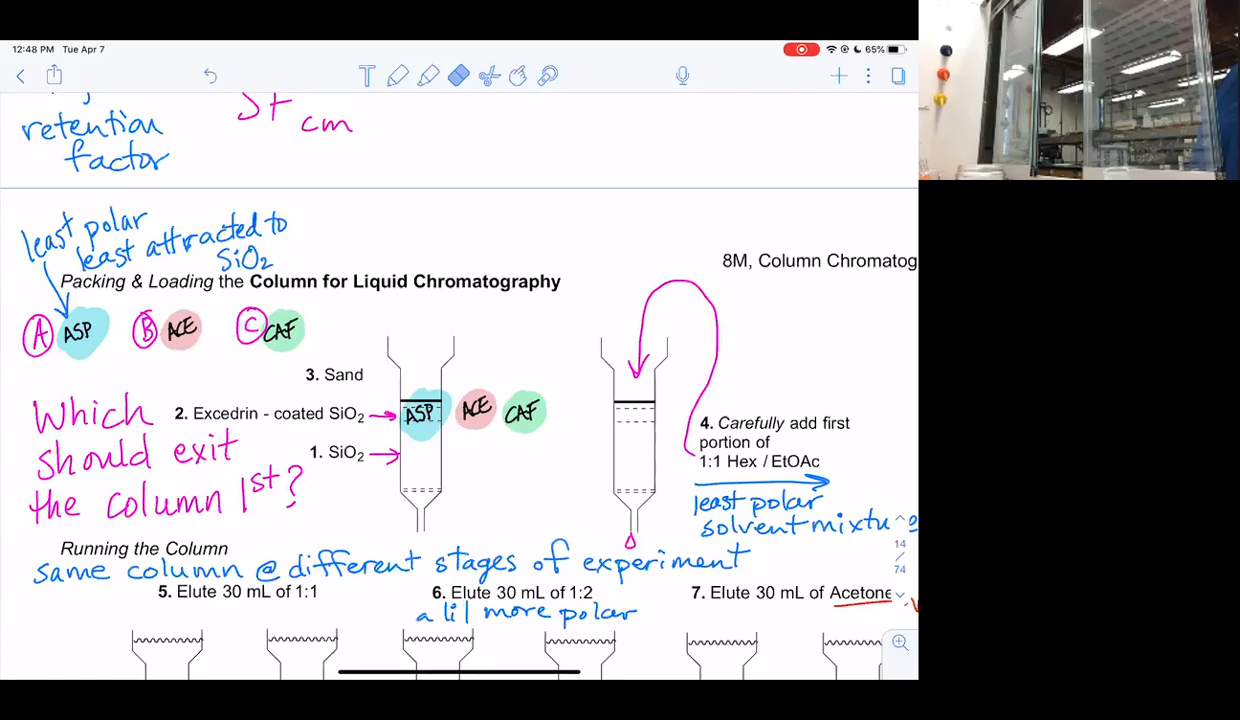 12:48 PM Tue Apr 7
65%
retention
cm
factor
least polar
least attracted to
SiO2
8M, Column Chromatog
Packing & Loading the Column for Liquid Chromatography
A ASP B ACE C CAF
3. Sand
Which
2. Excedrin - coated SiO2
ASP ACE CAF
should exit
1. SiO2
the column 1st?
4. Carefully add first
portion of
1:1 Hex / EtOAc
least polar
solvent mixture
14
74
Running the Column
same column @ different stages of experiment
5. Elute 30 mL of 1:1
6. Elute 30 mL of 1:2
7. Elute 30 mL of Acetone
a lil more polar